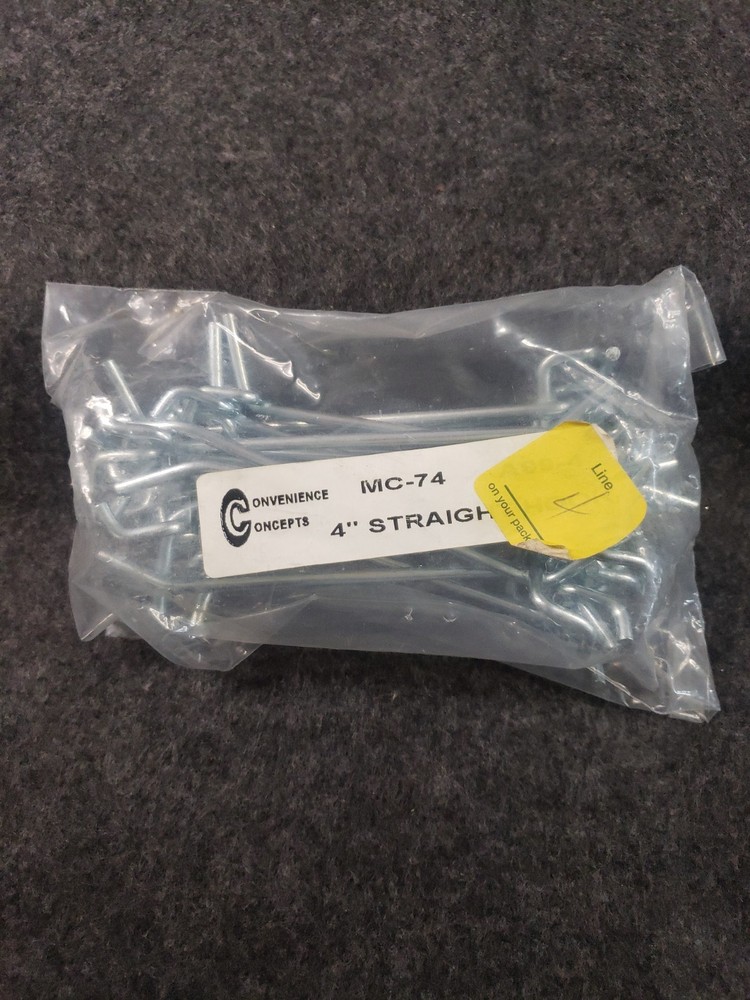 CONVENIENCE
CONCEPTS
MC-74
4" STRAIGH
Line
4
on your pack